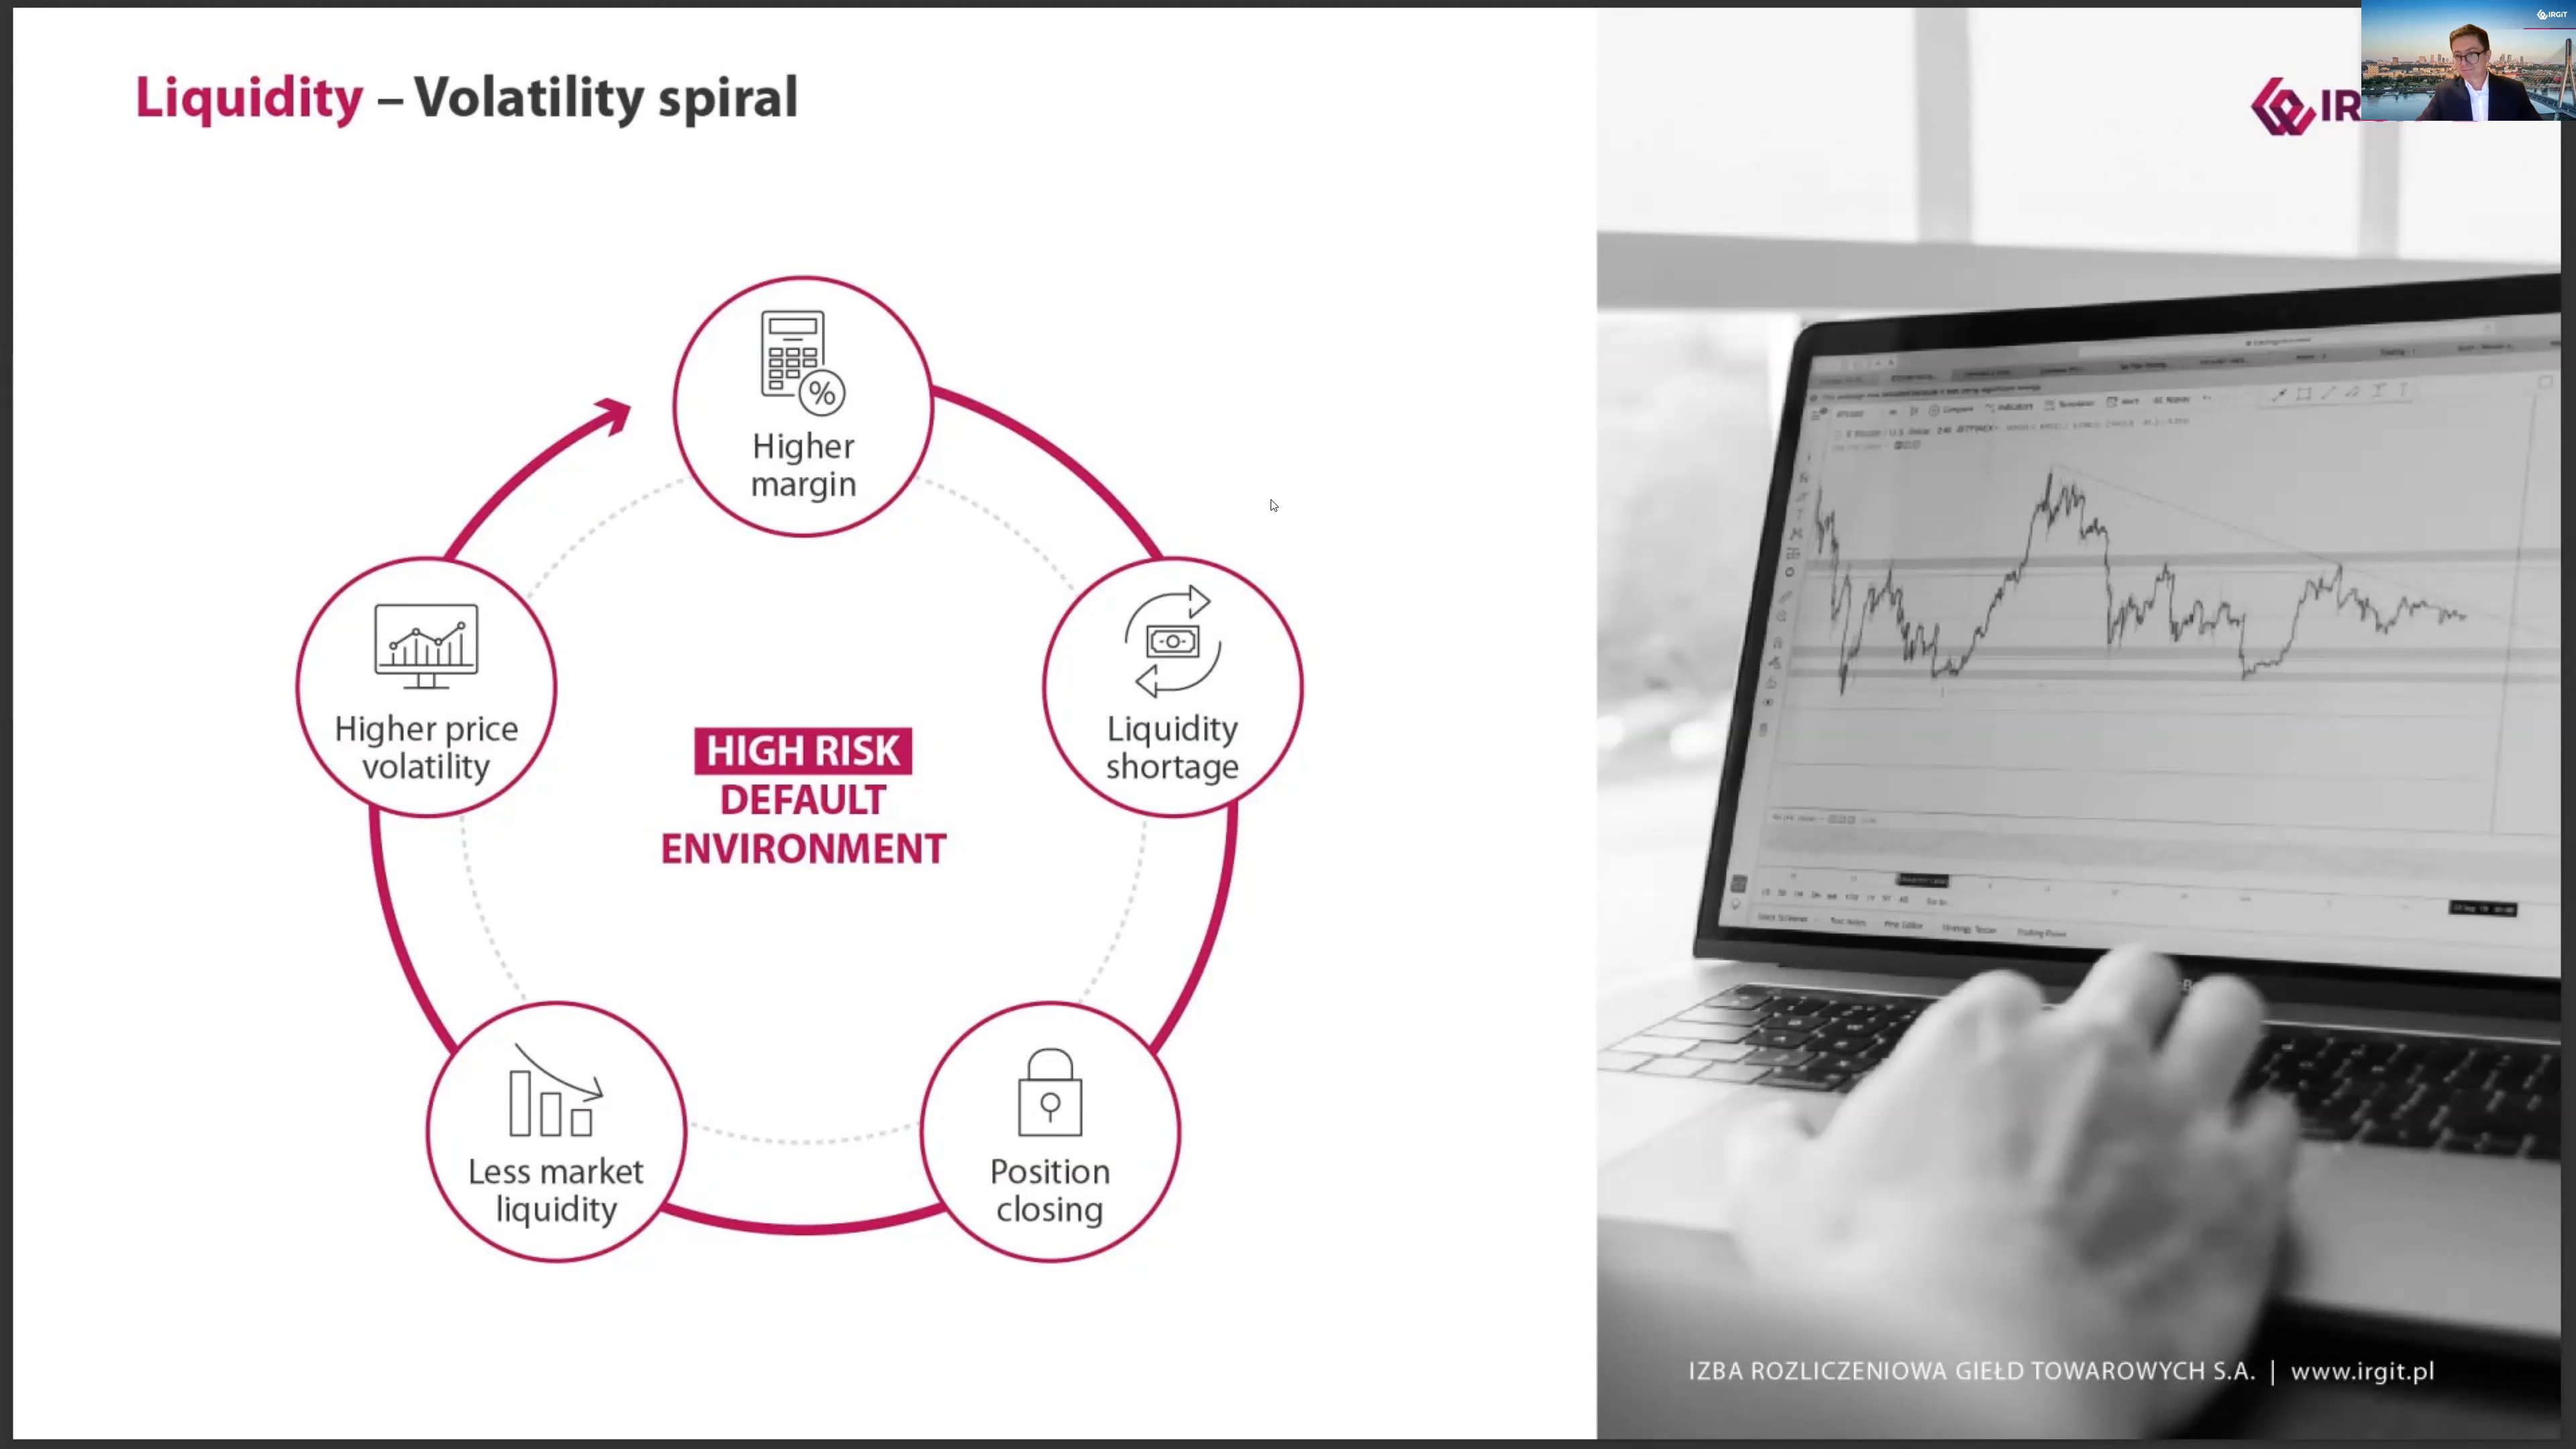 Liquidity – Volatility spiral
IRGiT
IR
Higher
margin
%
Higher price
volatility
Liquidity
shortage
HIGH RISK
DEFAULT
ENVIRONMENT
Less market
liquidity
Position
closing
IZBA ROZLICZENIOWA GIEŁD TOWAROWYCH S.A. | www.irgit.pl